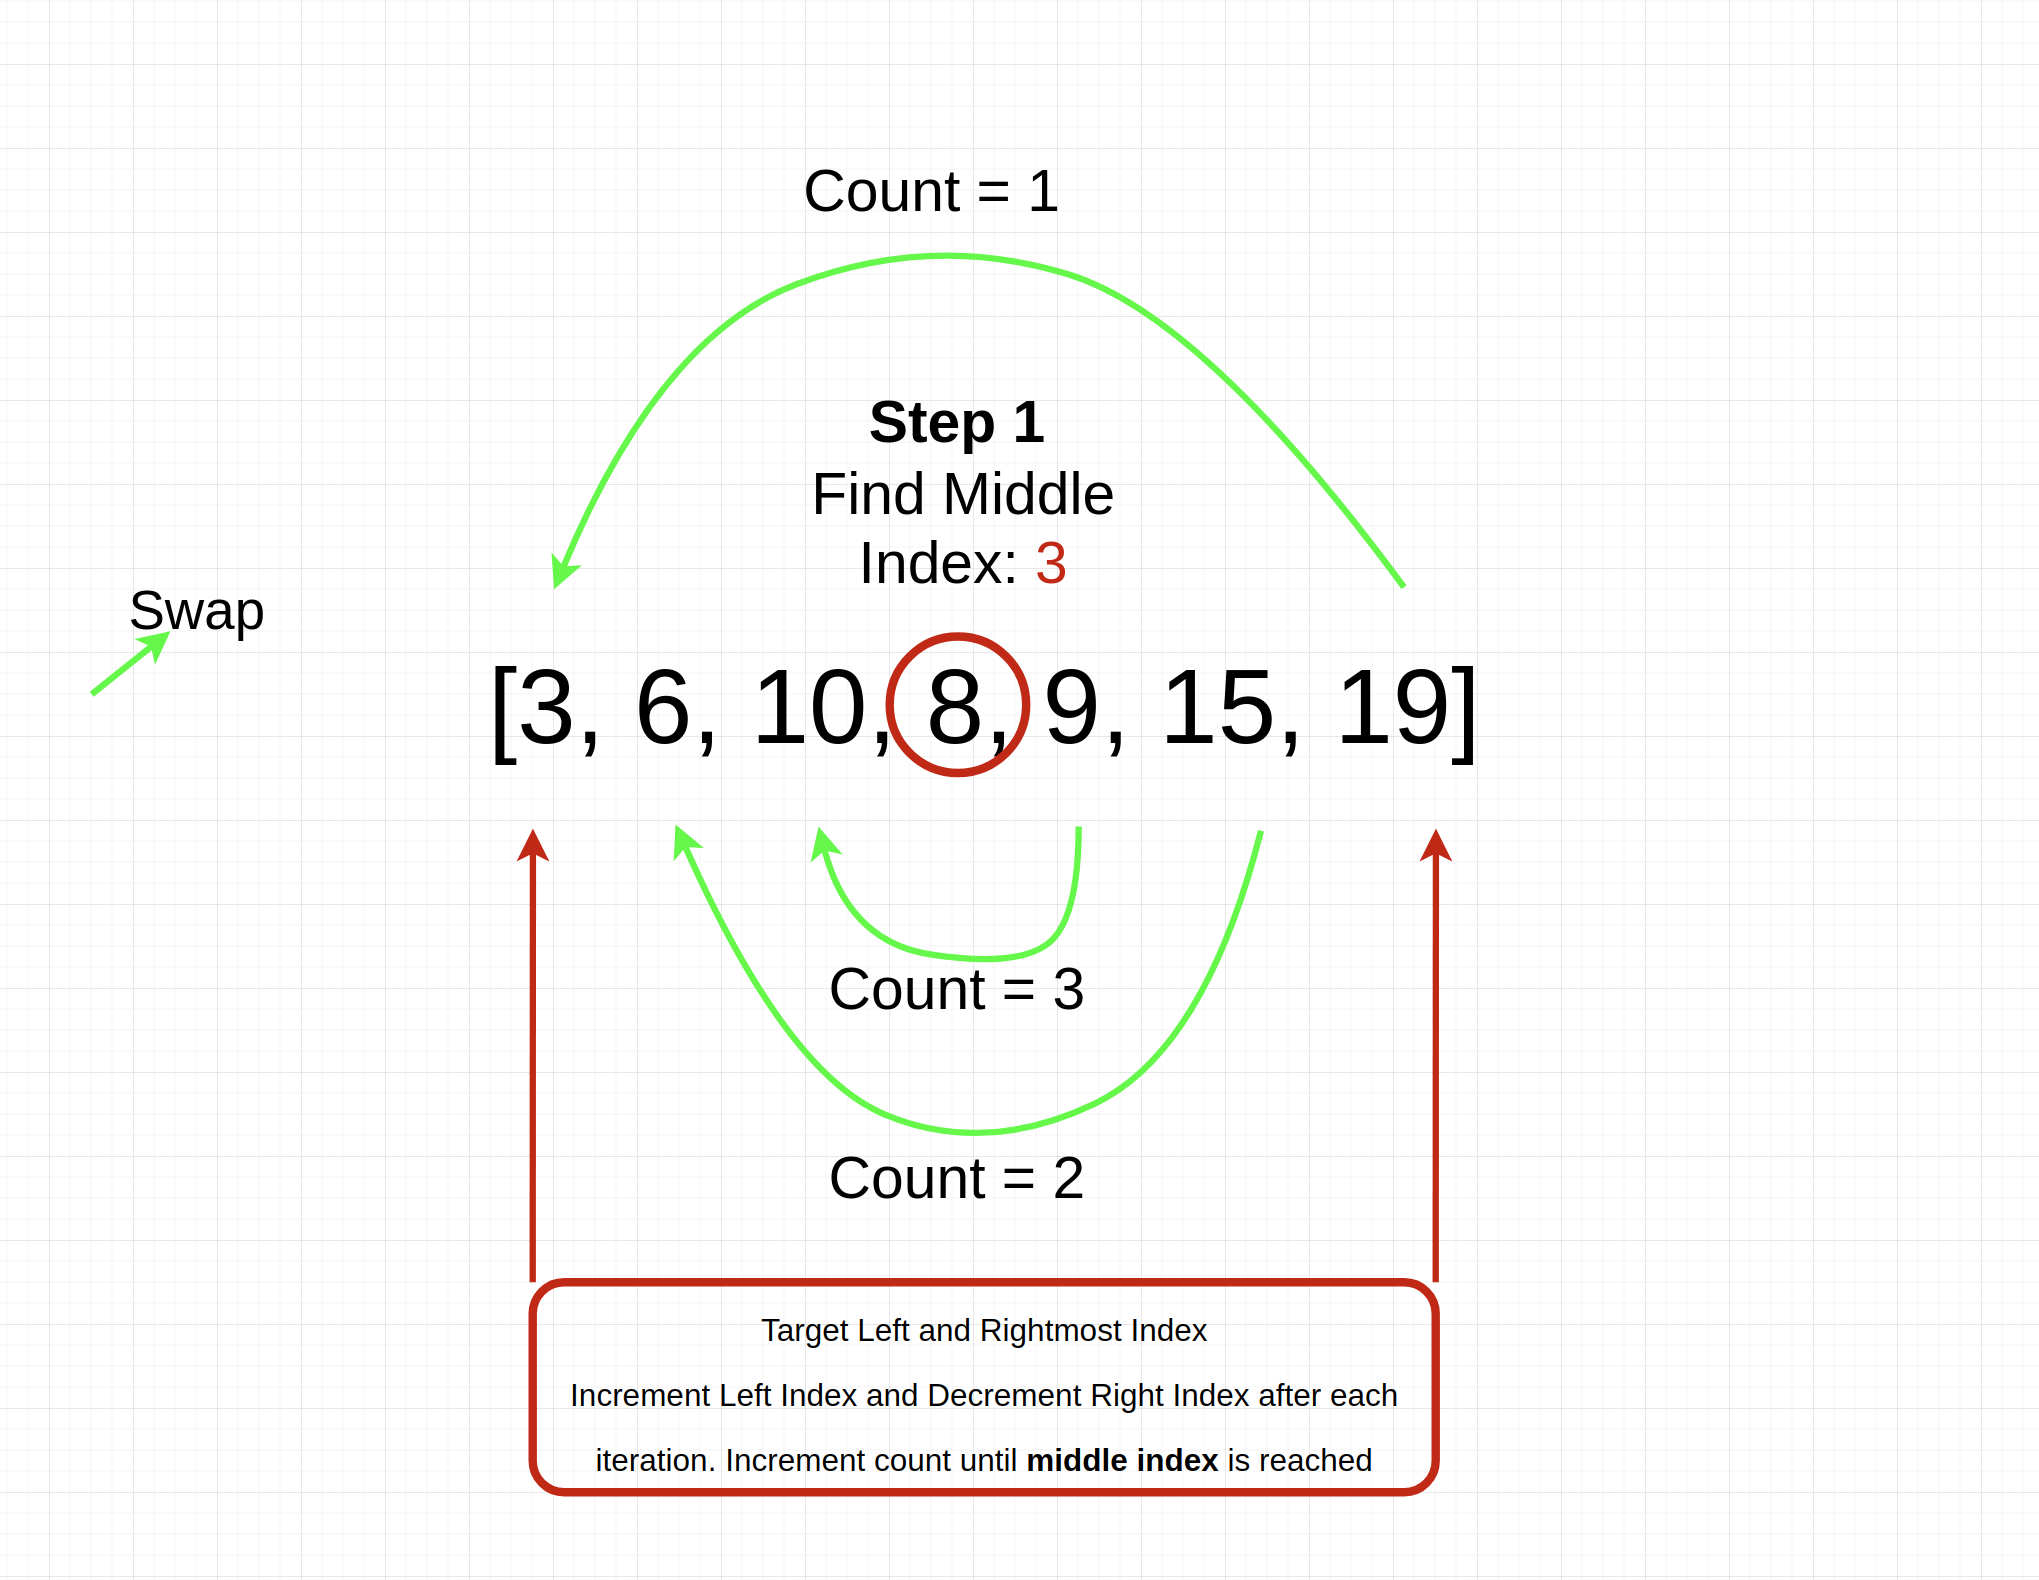 Count = 1
Step 1
Find Middle
Index: 3
Swap
[3, 6, 10, 8, 9, 15, 19]
Count = 3
Count = 2
Target Left and Rightmost Index
Increment Left Index and Decrement Right Index after each
iteration. Increment count until middle index is reached